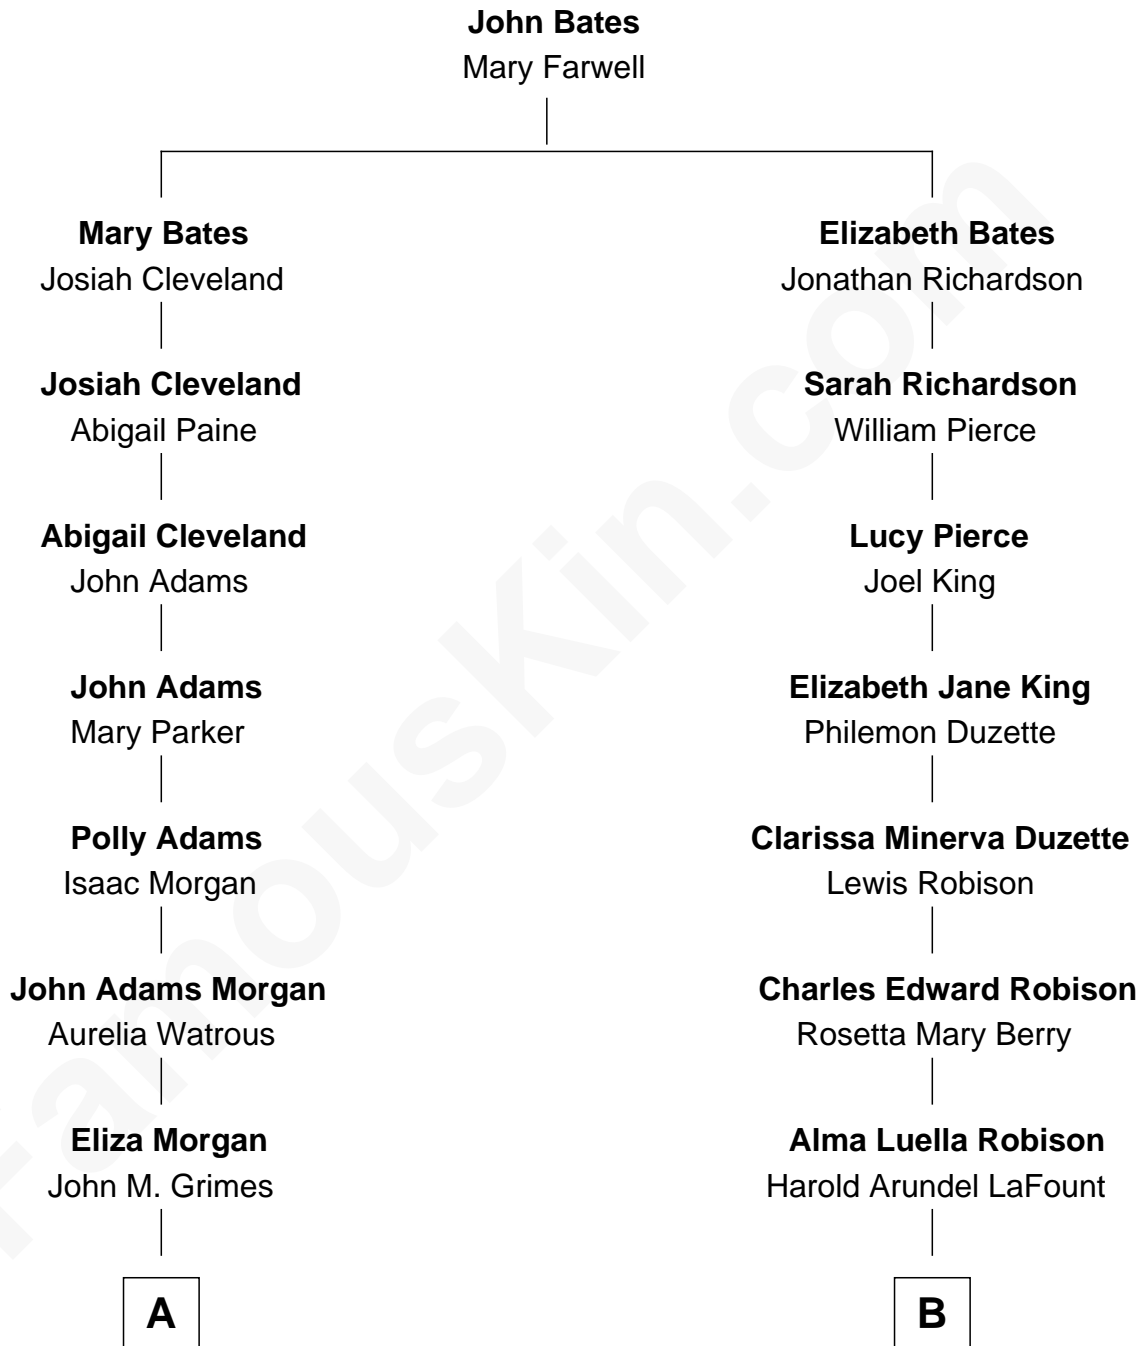 John Bates
Mary Farwell
Mary Bates
Josiah Cleveland
Elizabeth Bates
Jonathan Richardson
Josiah Cleveland
Abigail Paine
Sarah Richardson
William Pierce
Abigail Cleveland
John Adams
Lucy Pierce
Joel King
John Adams
Mary Parker
Elizabeth Jane King
Philemon Duzette
Polly Adams
Isaac Morgan
Clarissa Minerva Duzette
Lewis Robison
John Adams Morgan
Aurelia Watrous
Charles Edward Robison
Rosetta Mary Berry
Eliza Morgan
John M. Grimes
Alma Luella Robison
Harold Arundel LaFount
A
B
FamousKin.com